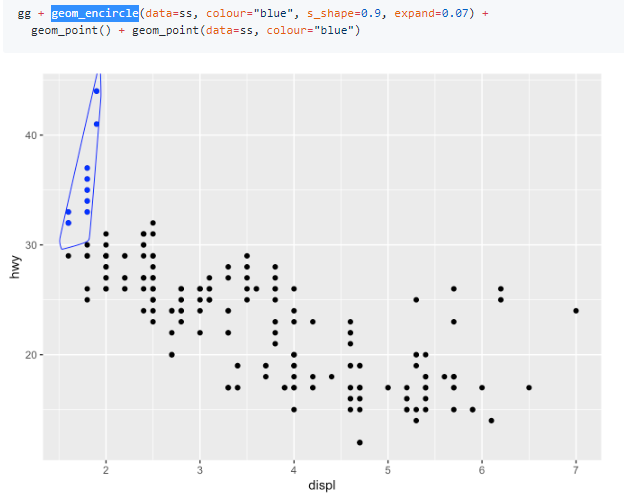 gg + geom_encircle(data=ss, colour="blue", s_shape=0.9, expand=0.07) +
geom_point() + geom_point(data=ss, colour="blue")
40
30
20
hwy
2 3 4 5 6 7
displ